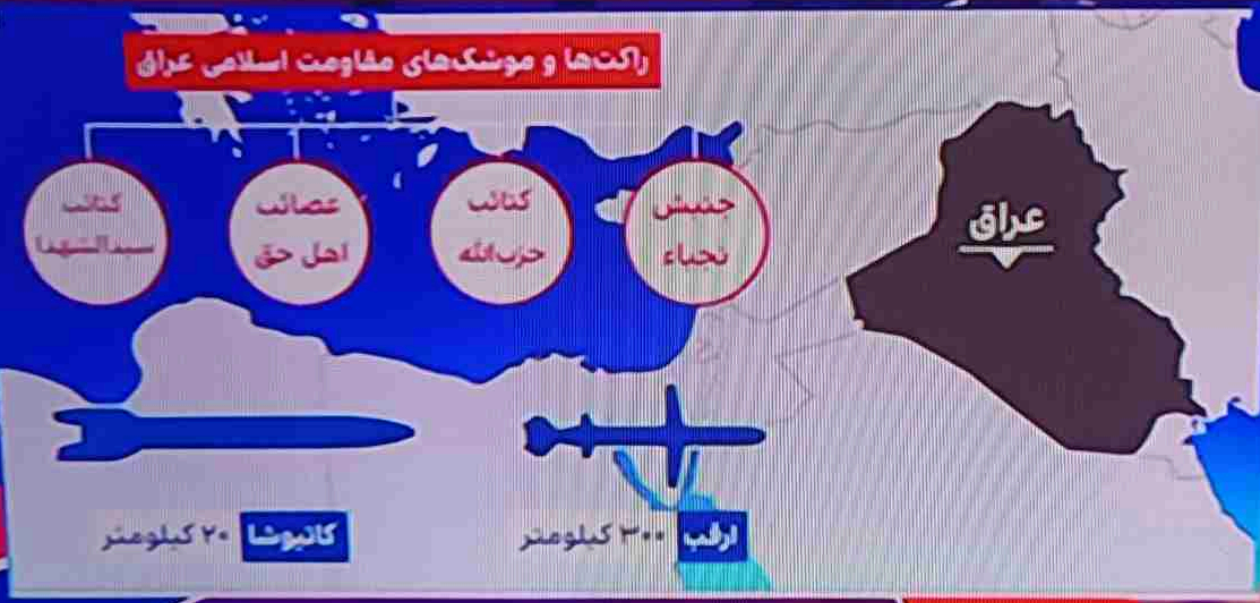 راکت‌ها و موشک‌های مقاومت اسلامی عراق
جنبش
نجباء
کتائب
حزب‌الله
عصائب
اهل حق
کتائب
سیدالشهدا
عراق
۳۰۰ کیلومتر
کاتیوشا ۲۰ کیلومتر